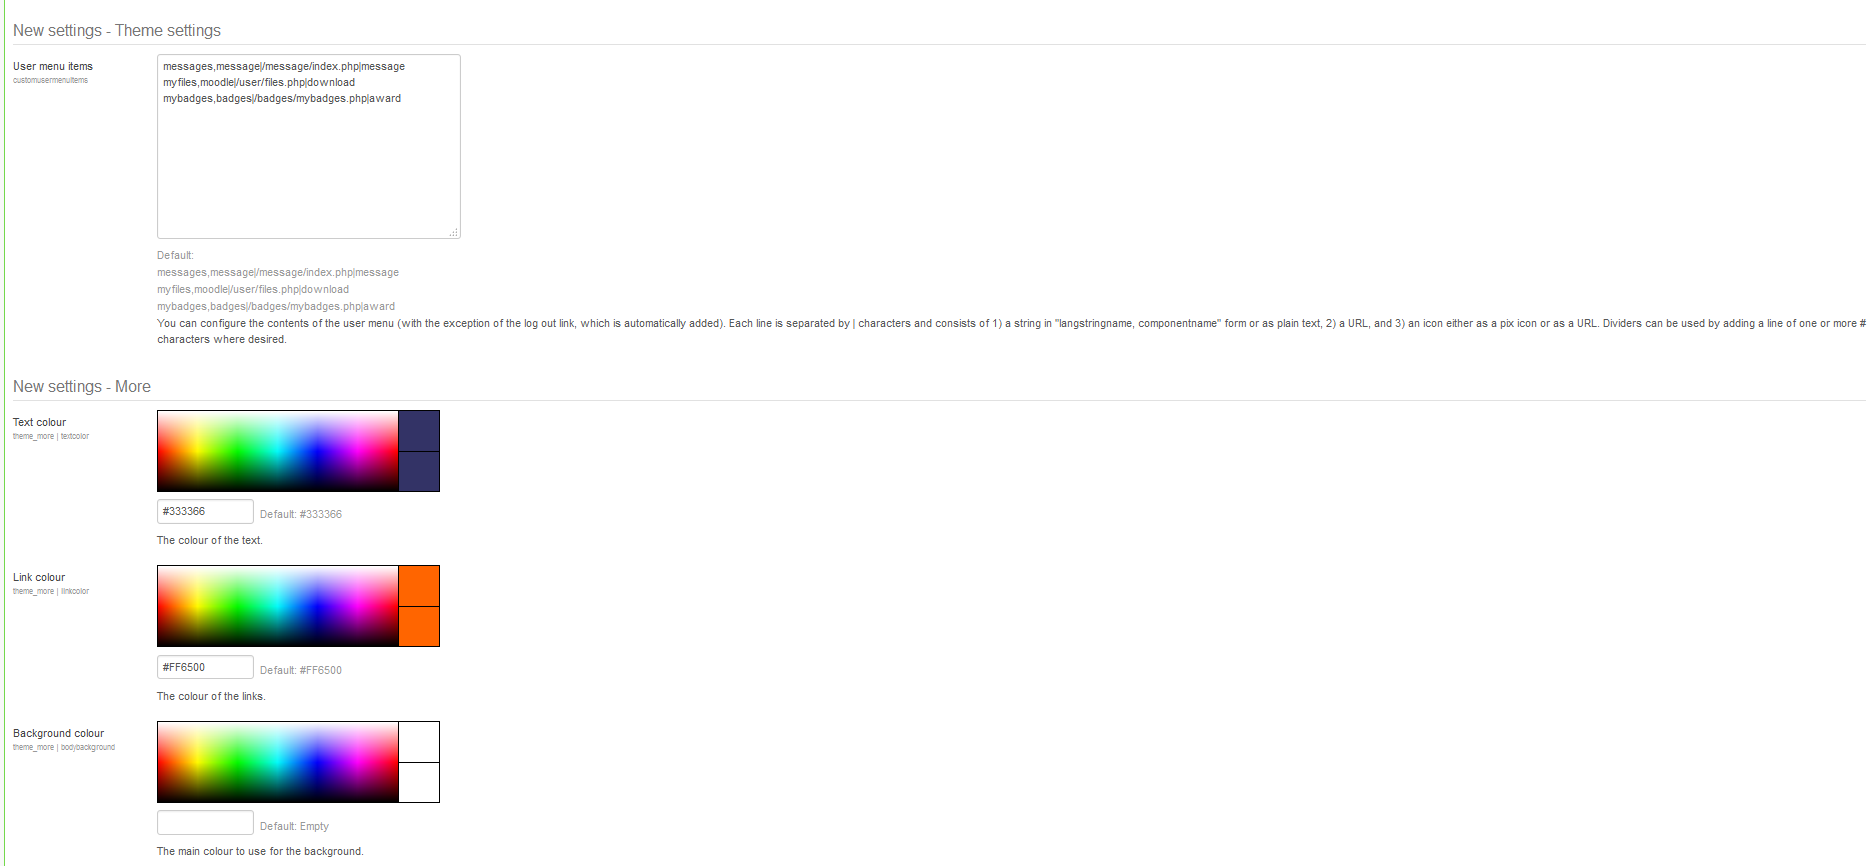 New settings - Theme settings
User menu items
customusermenuitems
messages,message|/message/index.php|message
myfiles,moodle|/user/files.php|download
mybadges,badges|/badges/mybadges.php|award
Default:
messages,message|/message/index.php|message
myfiles,moodle|/user/files.php|download
mybadges,badges|/badges/mybadges.php|award
You can configure the contents of the user menu (with the exception of the log out link, which is automatically added). Each line is separated by | characters and consists of 1) a string in "langstringname, componentname" form or as plain text, 2) a URL, and 3) an icon either as a pix icon or as a URL. Dividers can be used by adding a line of one or more #
characters where desired.
New settings - More
Text colour
theme_more | textcolor
#333366
Default: #333366
The colour of the text.
Link colour
theme_more | linkcolor
#FF6500
Default: #FF6500
The colour of the links.
Background colour
theme_more | bodybackground
Default: Empty
The main colour to use for the background.